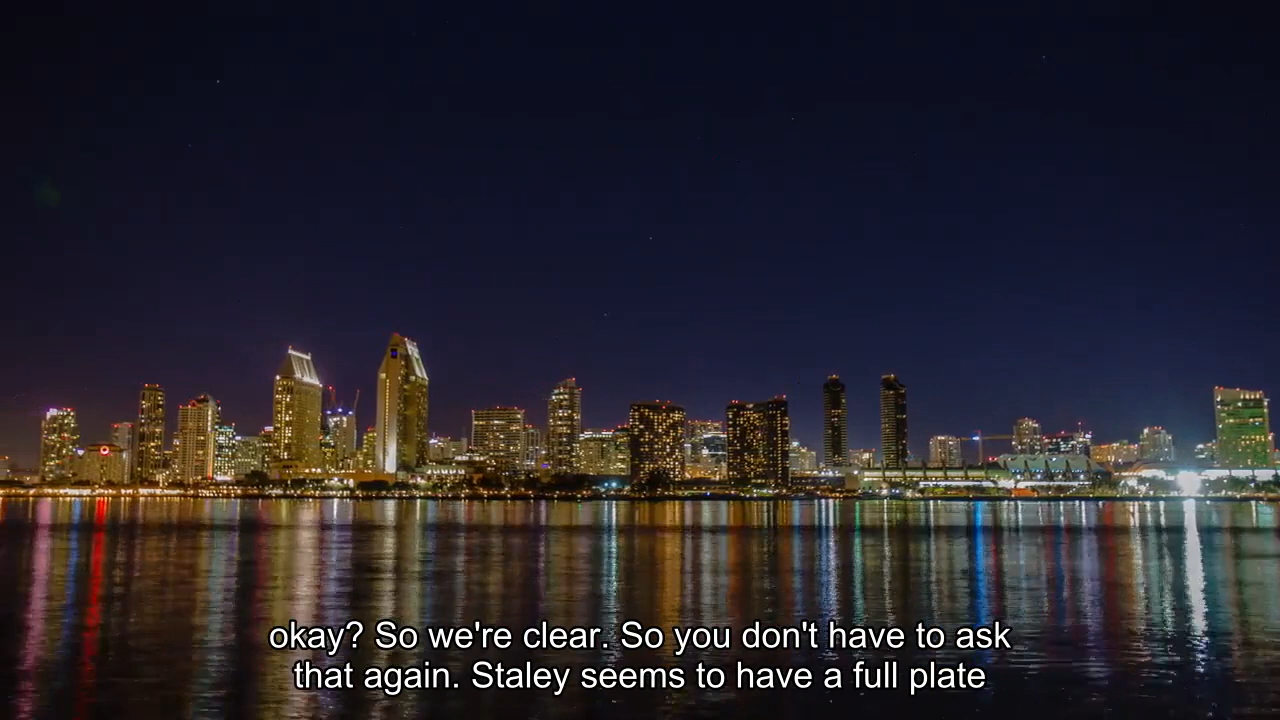 okay? So we're clear. So you don't have to ask
that again. Staley seems to have a full plate